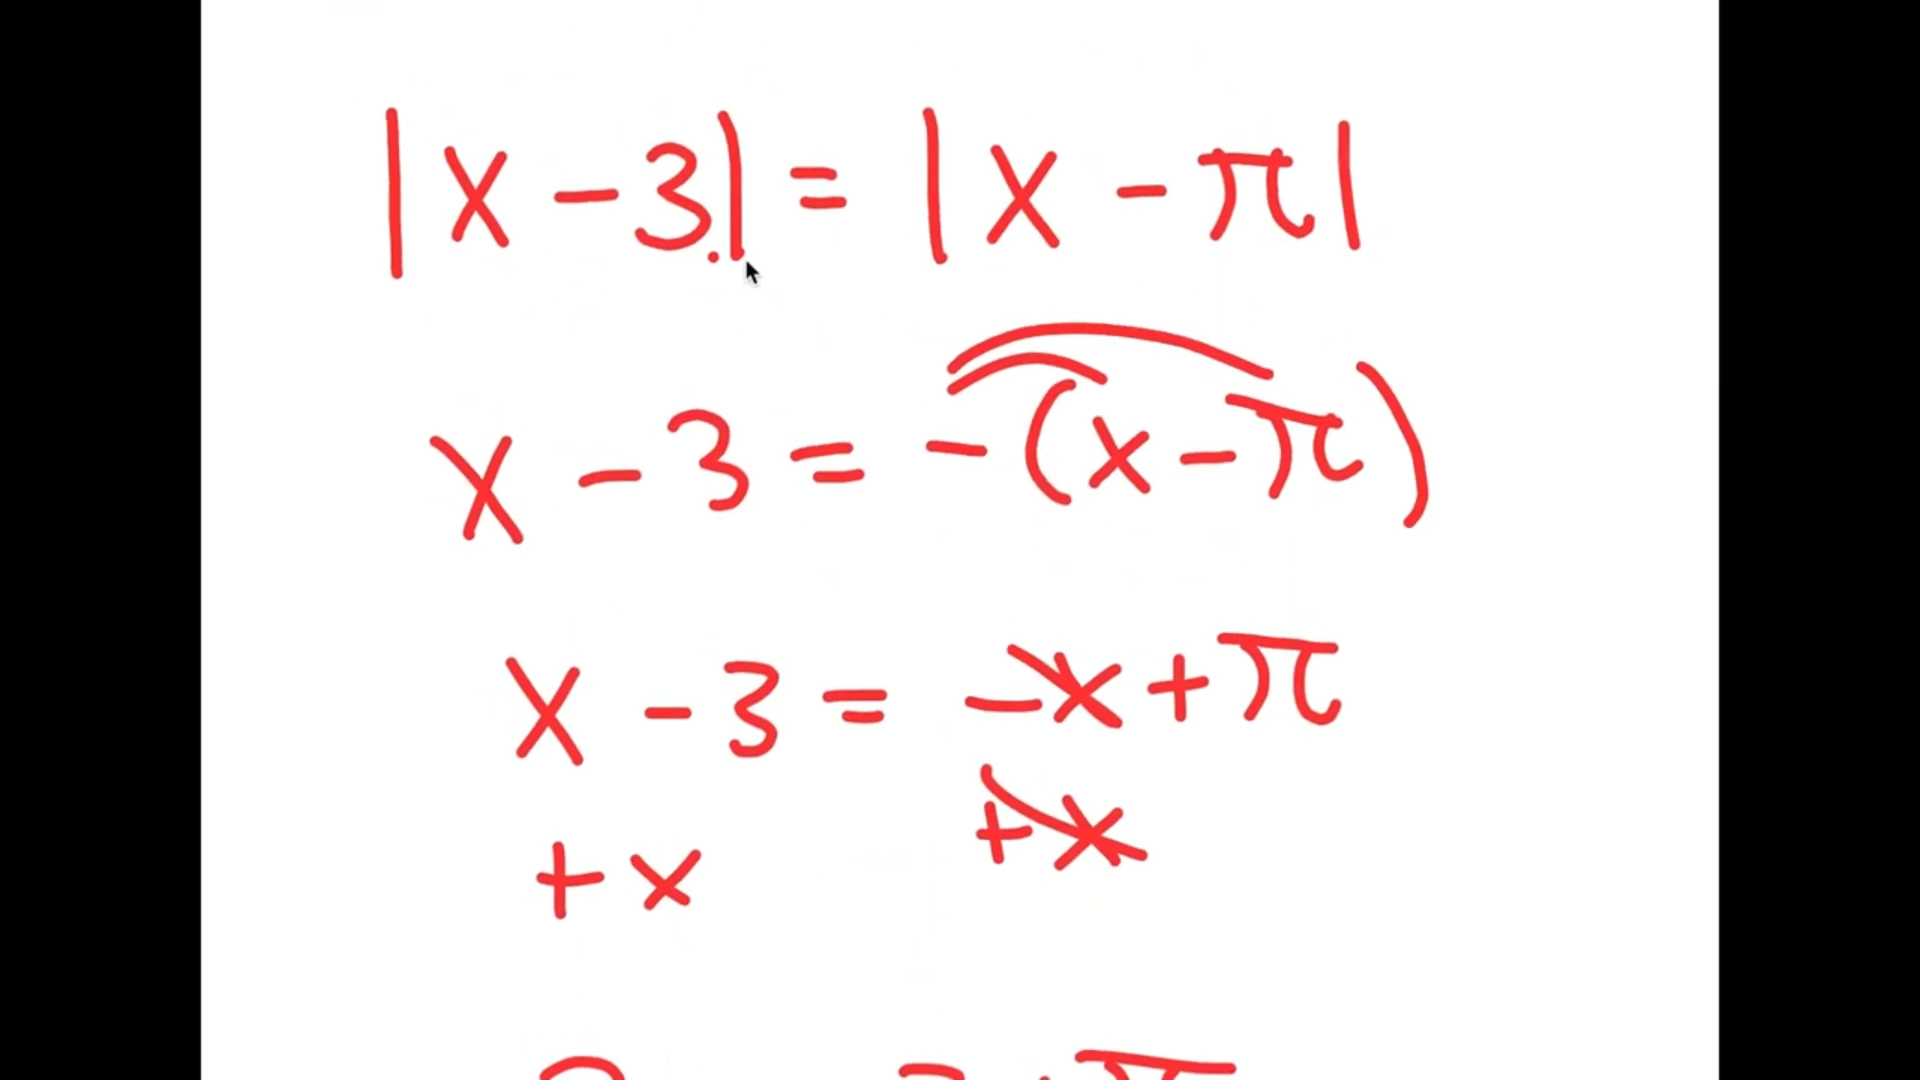 |x - 3.| = |x - π|
x - 3 = -(x - π)
x - 3 = -x + π
+ x + x